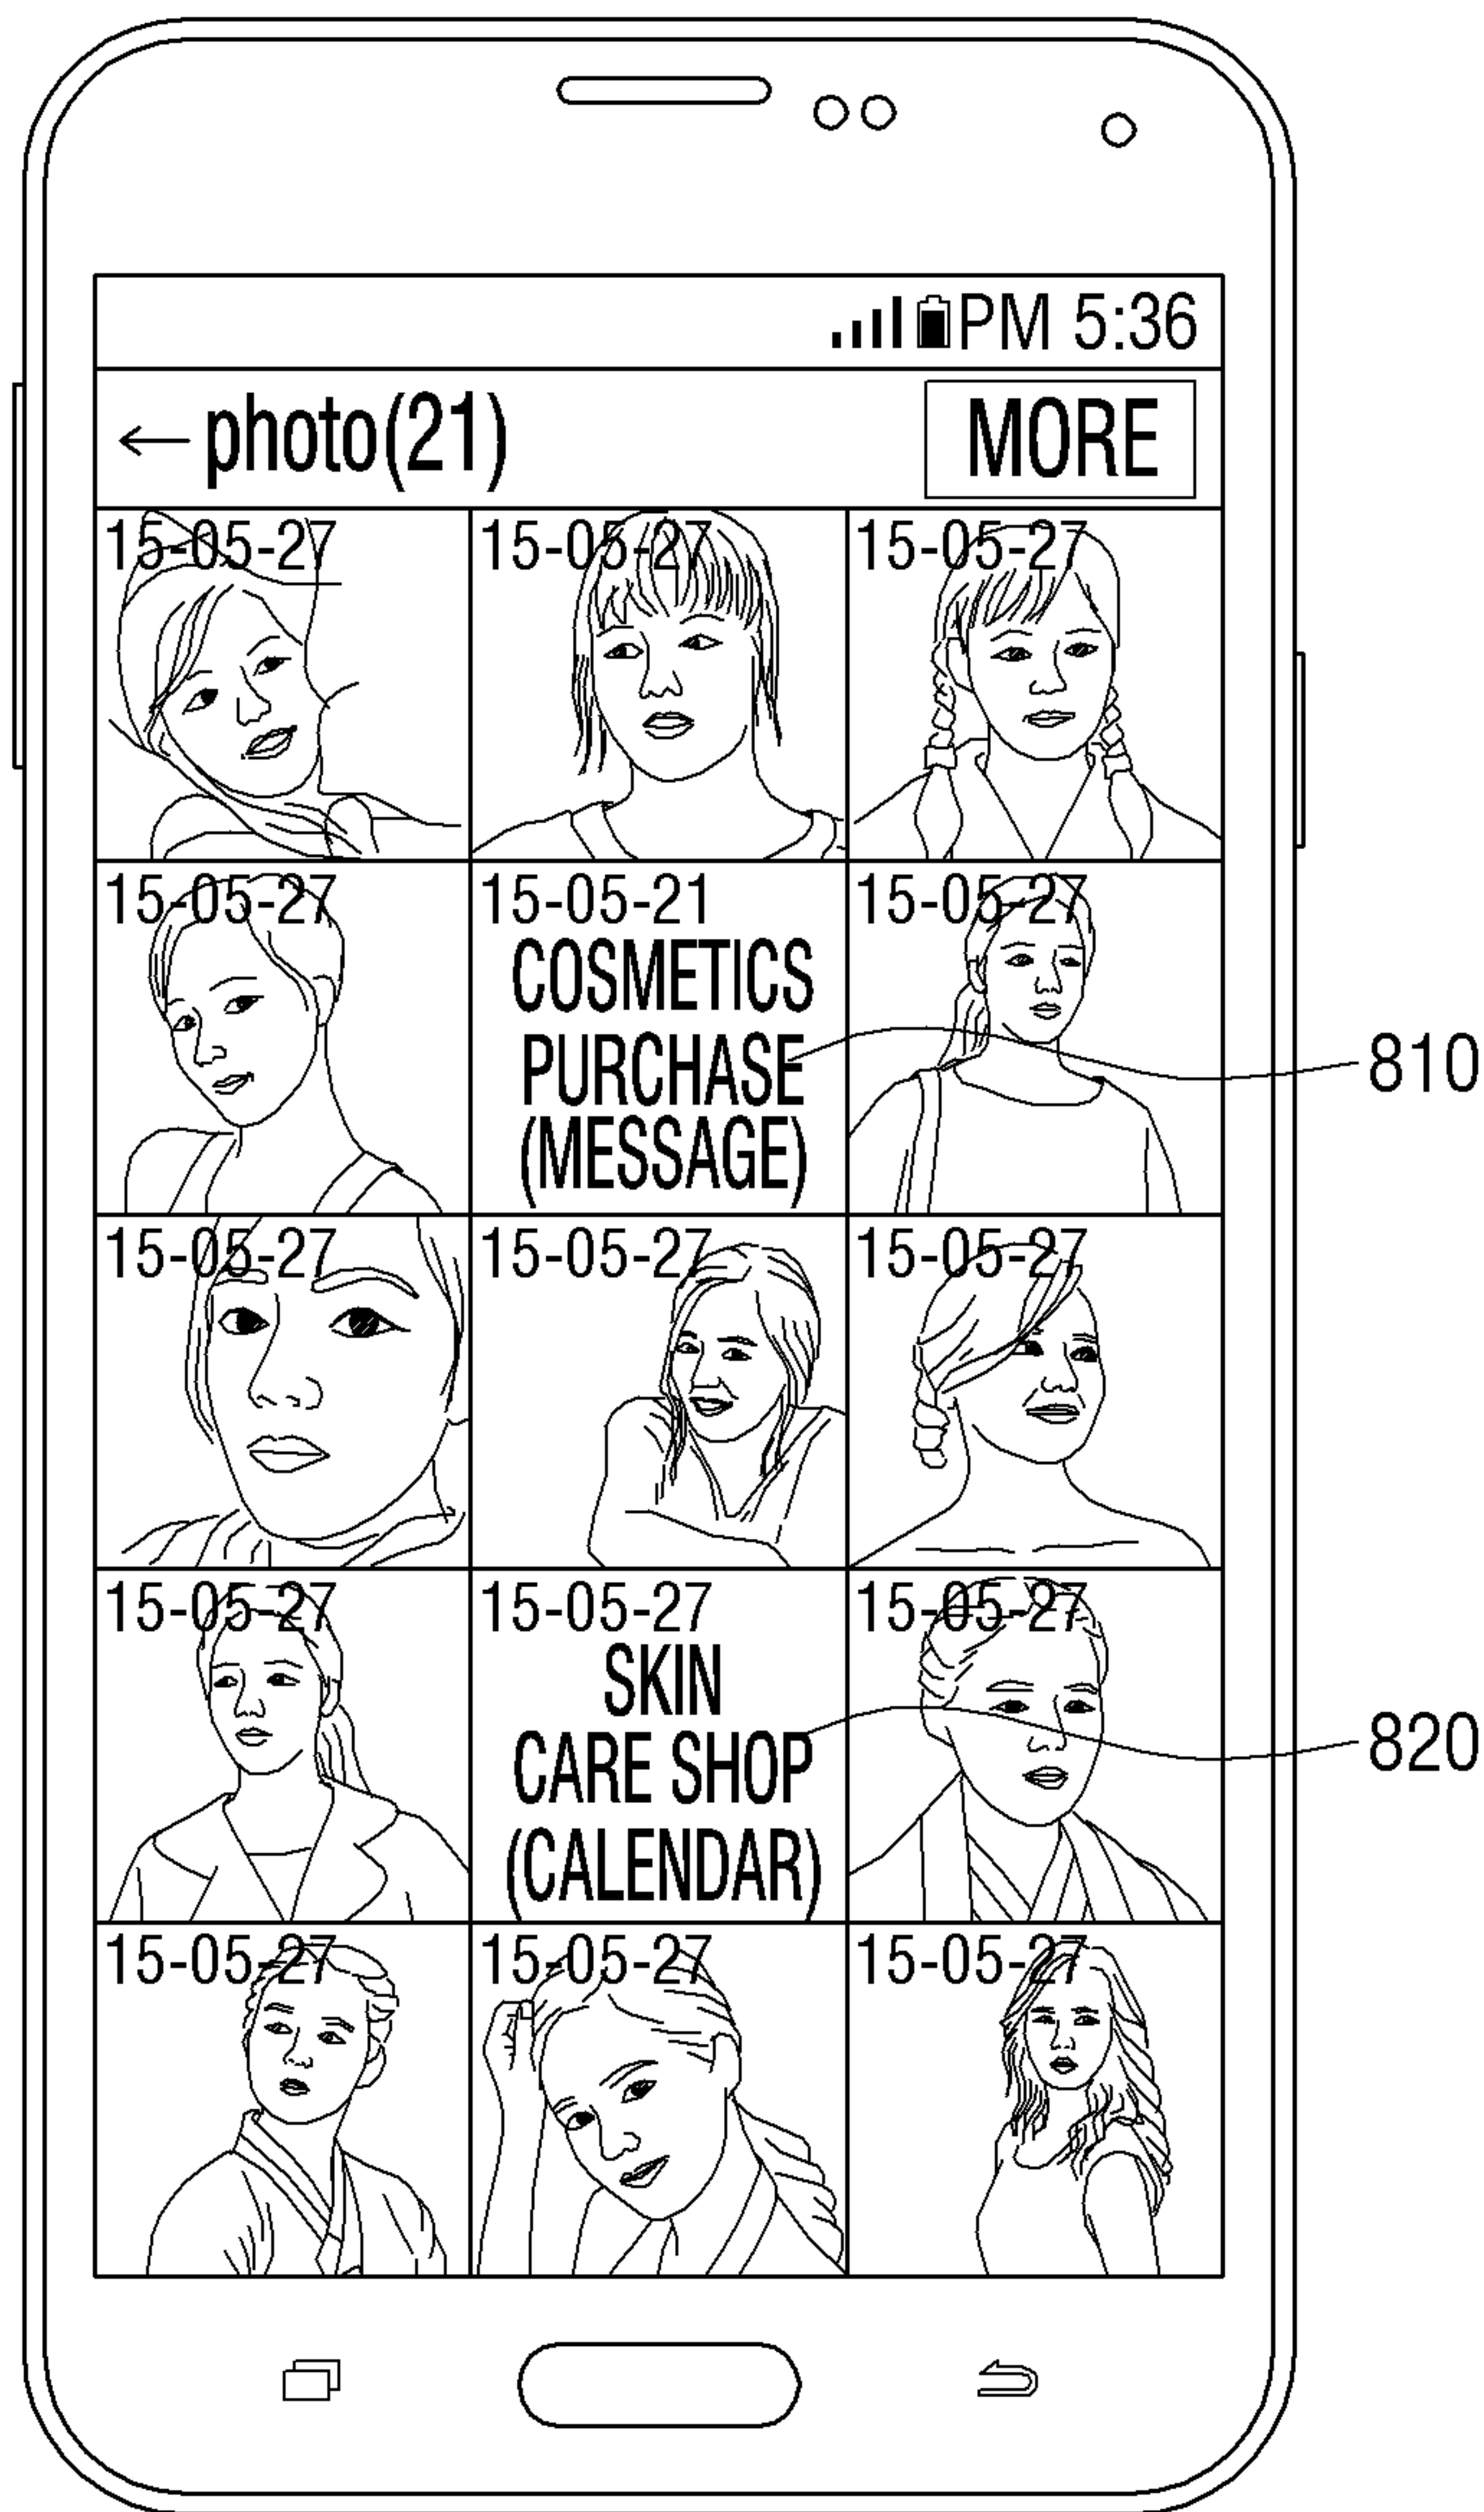 PM 5:36
←photo(21) MORE
15-05-27 15-05-27 15-05-27
15-05-27 15-05-21 15-05-27
COSMETICS
PURCHASE
(MESSAGE)
810
15-05-27 15-05-27 15-05-27
15-05-27 15-05-27 15-05-27
SKIN
CARE SHOP
(CALENDAR)
820
15-05-27 15-05-27 15-05-27